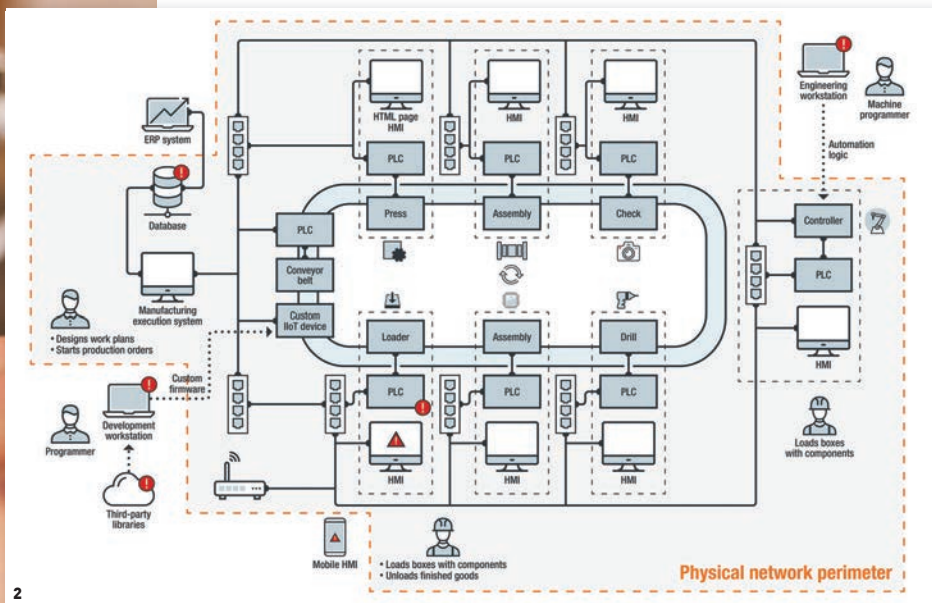 Engineering
workstation
Machine
programmer
ERP system
HTML page
HMI
HMI
HMI
PLC
PLC
PLC
Automation
logic
Database
PLC
Press
Assembly
Check
Controller
Conveyor
belt
PLC
Manufacturing
execution system
Custom
IIoT device
• Designs work plans
• Starts production orders
Loader
Assembly
Drill
HMI
Custom
firmware
PLC
PLC
PLC
Programmer
Development
workstation
Loads boxes
with components
HMI
HMI
HMI
Third-party
libraries
Mobile HMI
• Loads boxes with components
• Unloads finished goods
Physical network perimeter
2